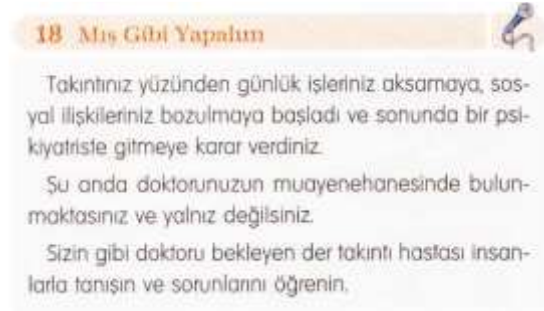 18 Mış Gibi Yapalım
Takıntınız yüzünden günlük işleriniz aksamaya, sos-
yal ilişkileriniz bozulmaya başladı ve sonunda bir psi-
kiyatriste gitmeye karar verdiniz.
Şu anda doktorunuzun muayenehanesinde bulun-
maktasınız ve yalnız değilsiniz.
Sizin gibi doktoru bekleyen der takıntı hastası insan-
larla tanışın ve sorunlarını öğrenin.